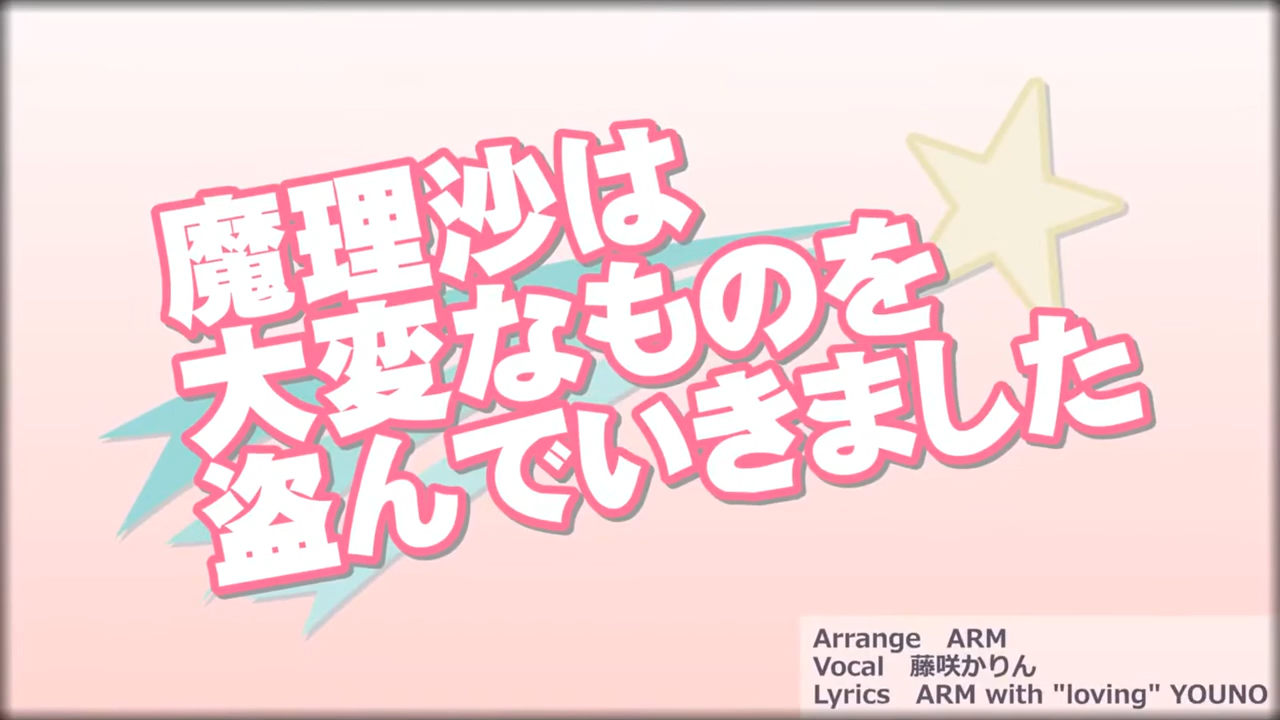 魔理沙は
大変なものを
盗んでいきました
Arrange ARM
Vocal 藤咲かりん
Lyrics ARM with "loving" YOUNO